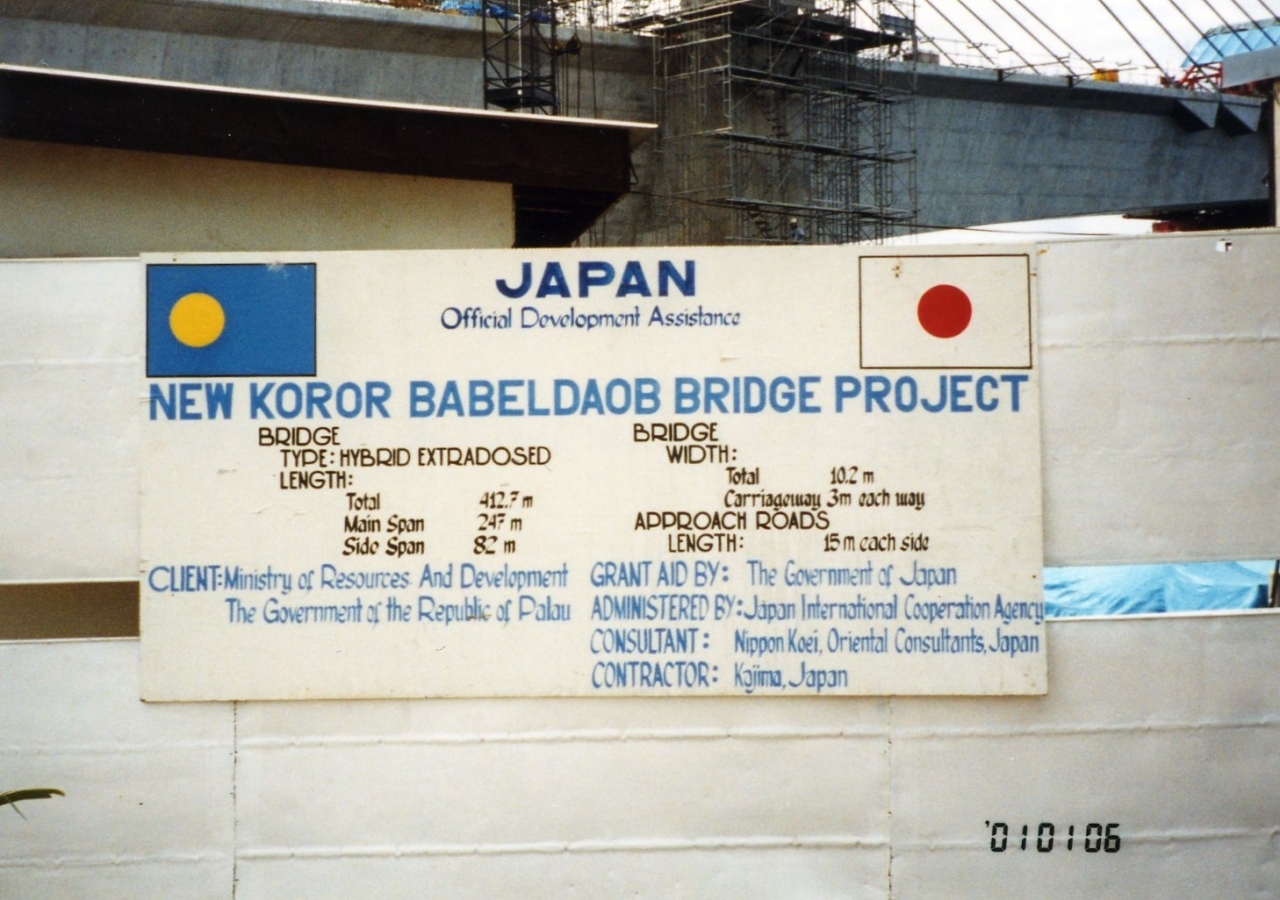 JAPAN
Official Development Assistance
NEW KOROR BABELDAOB BRIDGE PROJECT
BRIDGE
TYPE: HYBRID EXTRADOSED
LENGTH:
Total 412.7 m
Main Span 247 m
Side Span 82 m
BRIDGE
WIDTH:
Total 10.2 m
Carriageway 3m each way
APPROACH ROADS
LENGTH: 15 m each side
CLIENT: Ministry of Resources And Development
The Government of the Republic of Palau
GRANT AID BY: The Government of Japan
ADMINISTERED BY: Japan International Cooperation Agency
CONSULTANT: Nippon Koei, Oriental Consultants, Japan
CONTRACTOR: Kajima, Japan
'01 01 06